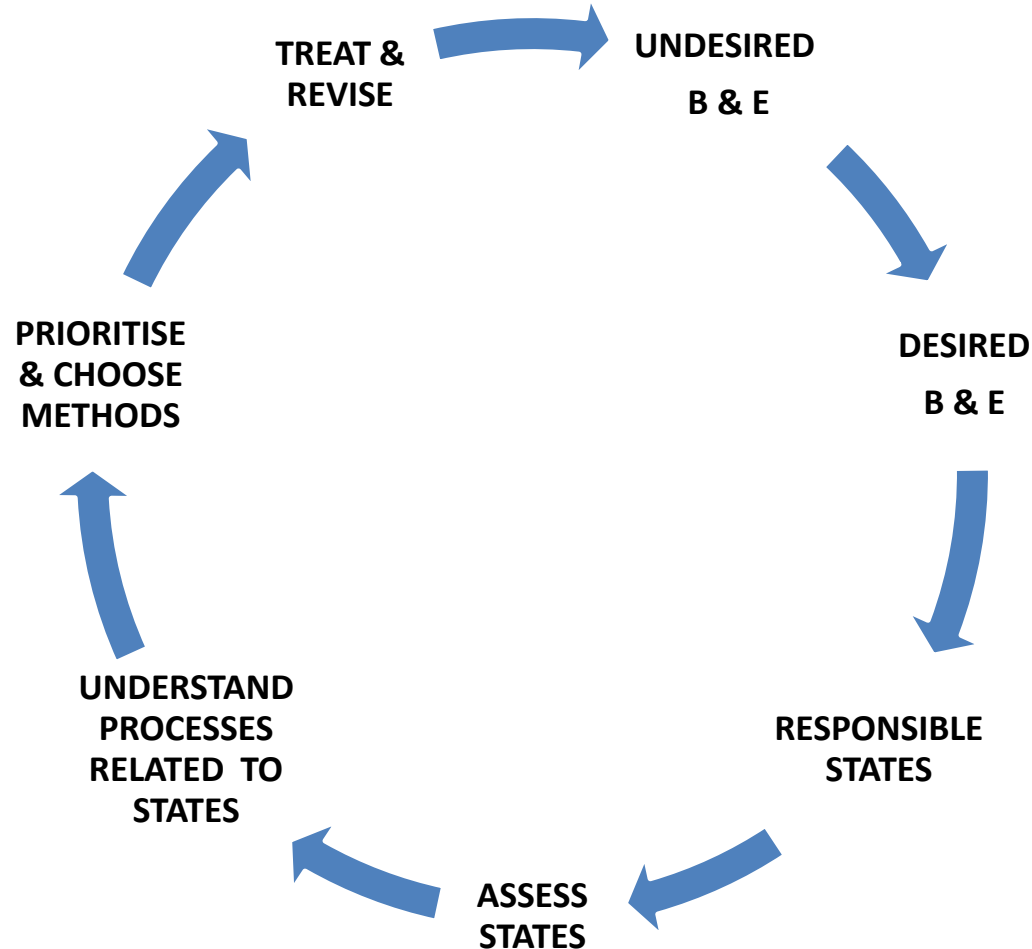 TREAT &
REVISE
UNDESIRED
B & E
DESIRED
B & E
RESPONSIBLE
STATES
ASSESS
STATES
UNDERSTAND
PROCESSES
RELATED TO
STATES
PRIORITISE
& CHOOSE
METHODS